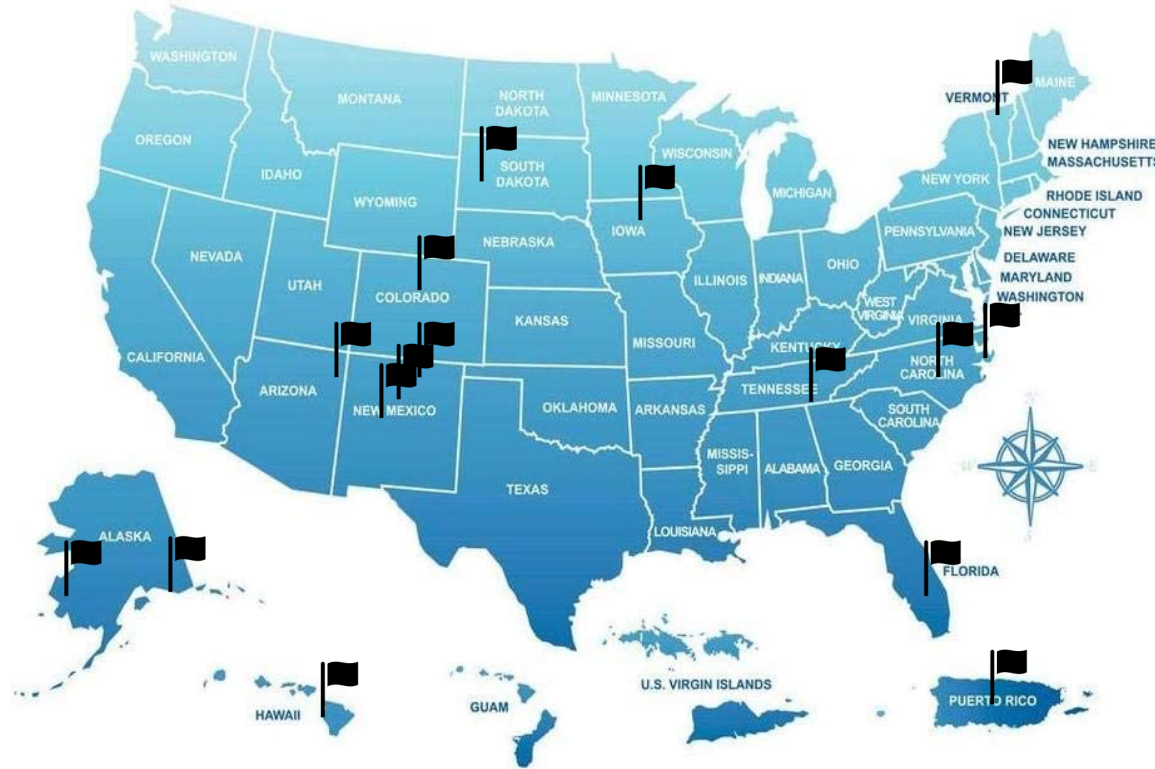 WASHINGTON
MONTANA
NORTH
DAKOTA
MINNESOTA
MAINE
VERMONT
OREGON
IDAHO
SOUTH
DAKOTA
WISCONSIN
NEW HAMPSHIRE
MASSACHUSETTS
WYOMING
MICHIGAN
NEW YORK
RHODE ISLAND
CONNECTICUT
NEW JERSEY
NEVADA
NEBRASKA
IOWA
PENNSYLVANIA
UTAH
COLORADO
ILLINOIS
INDIANA
OHIO
DELAWARE
MARYLAND
WASHINGTON
WEST
VIRGINIA
VIRGINIA
KANSAS
MISSOURI
KENTUCKY
CALIFORNIA
ARIZONA
NEW MEXICO
OKLAHOMA
ARKANSAS
TENNESSEE
NORTH
CAROLINA
SOUTH
CAROLINA
MISSIS-
SIPPI
ALABAMA
GEORGIA
TEXAS
LOUISIANA
N
W
E
S
ALASKA
FLORIDA
HAWAII
GUAM
U.S. VIRGIN ISLANDS
PUERTO RICO